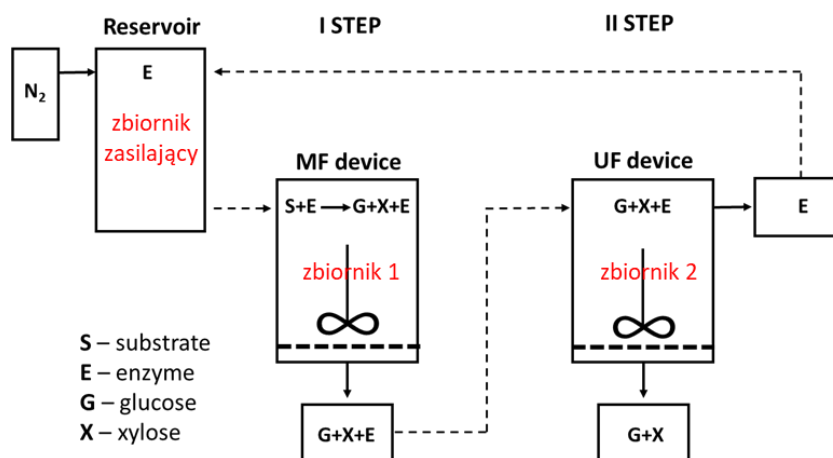 Reservoir
I STEP
II STEP
N₂
E
zbiornik
zasilający
MF device
S+E → G+X+E
zbiornik 1
UF device
G+X+E
zbiornik 2
E
S – substrate
E – enzyme
G – glucose
X – xylose
G+X+E
G+X